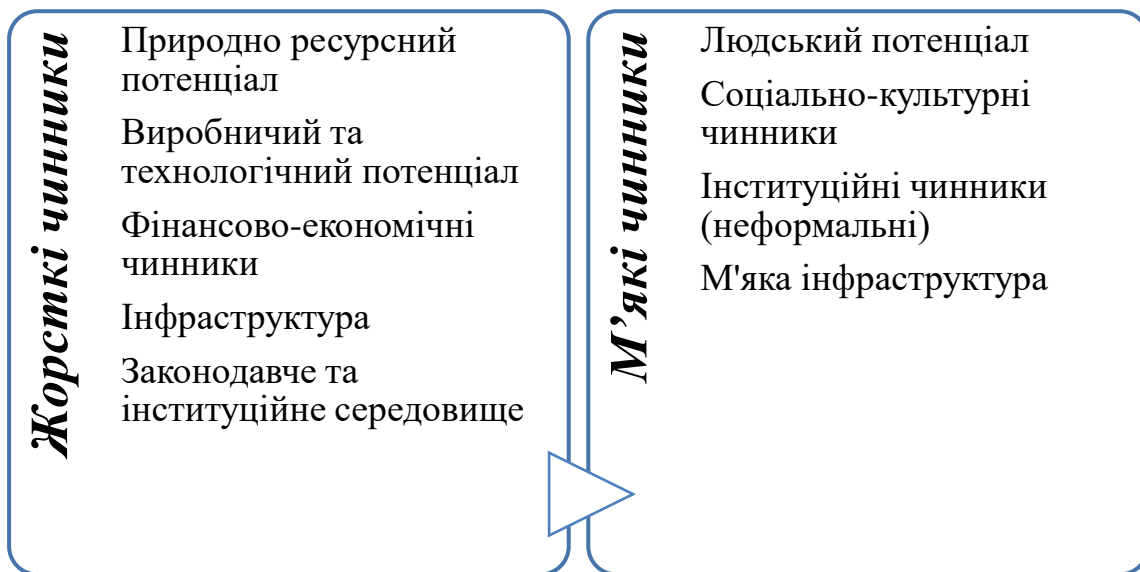 Жорсткі чинники
Природно ресурсний
потенціал
Виробничий та
технологічний потенціал
Фінансово-економічні
чинники
Інфраструктура
Законодавче та
інституційне середовище
М’які чинники
Людський потенціал
Соціально-культурні
чинники
Інституційні чинники
(неформальні)
М'яка інфраструктура